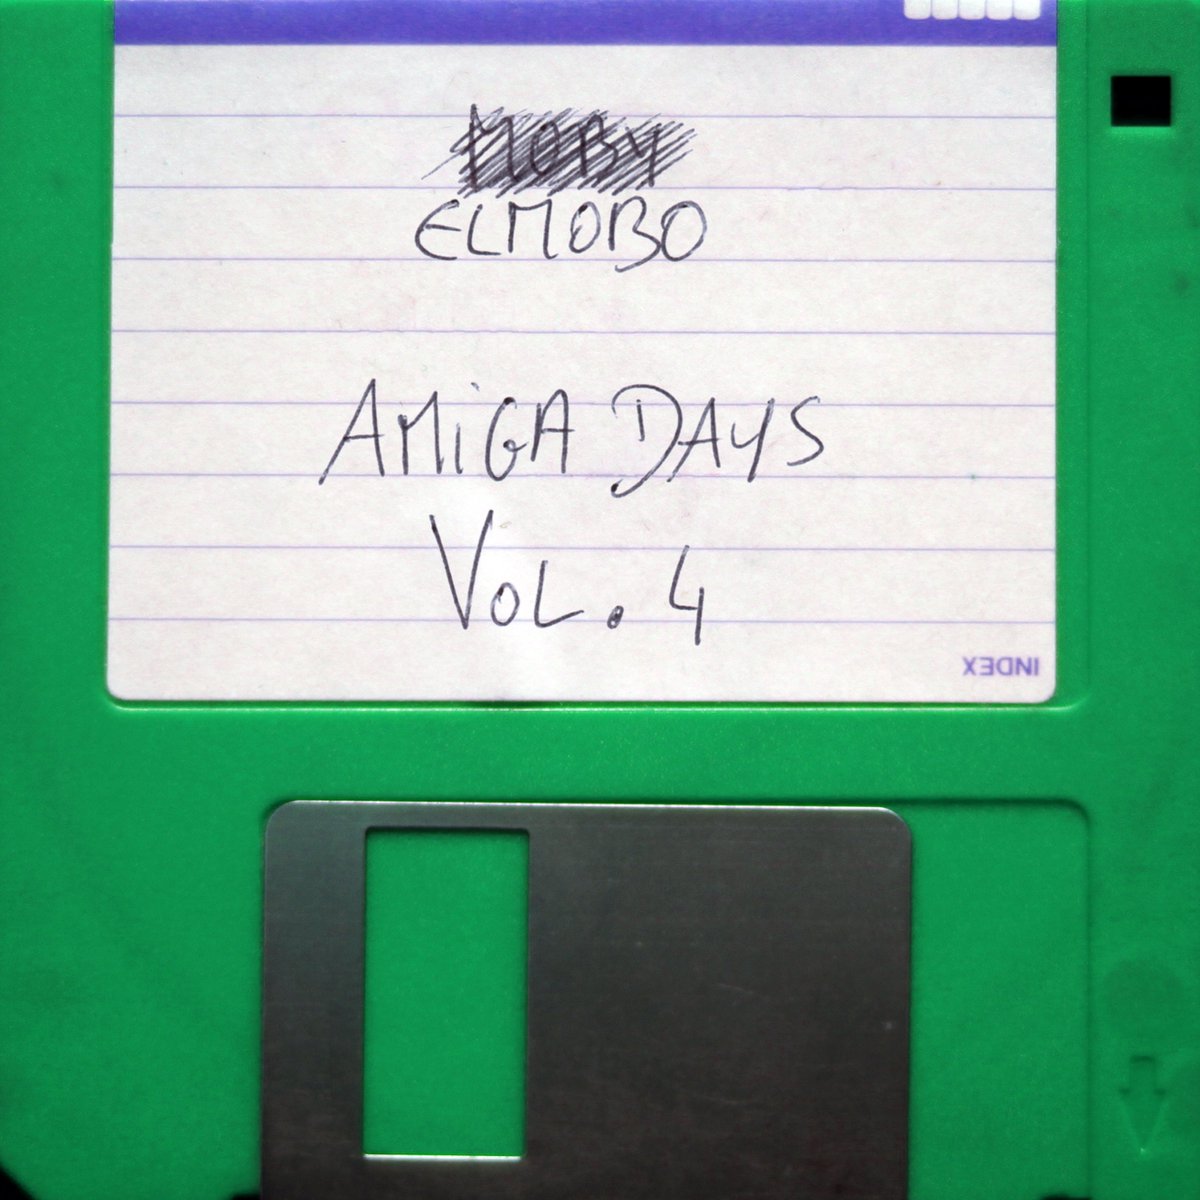 MOBY
ELMOBO
AMiGA DAYS
VOL. 4
INDEX